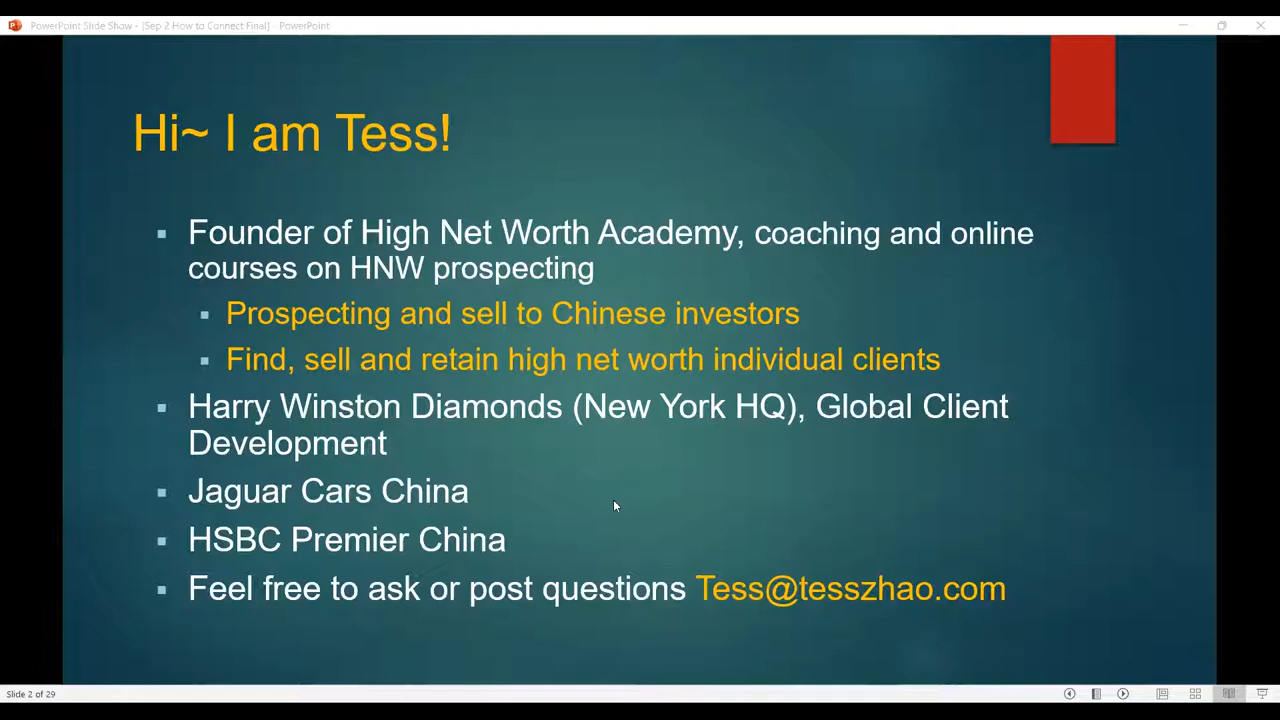 PowerPoint Slide Show - [Sep 2 How to Connect Final] - PowerPoint
Hi~ I am Tess!
Founder of High Net Worth Academy, coaching and online
courses on HNW prospecting
Prospecting and sell to Chinese investors
Find, sell and retain high net worth individual clients
Harry Winston Diamonds (New York HQ), Global Client
Development
Jaguar Cars China
HSBC Premier China
Feel free to ask or post questions Tess@tesszhao.com
Slide 2 of 29